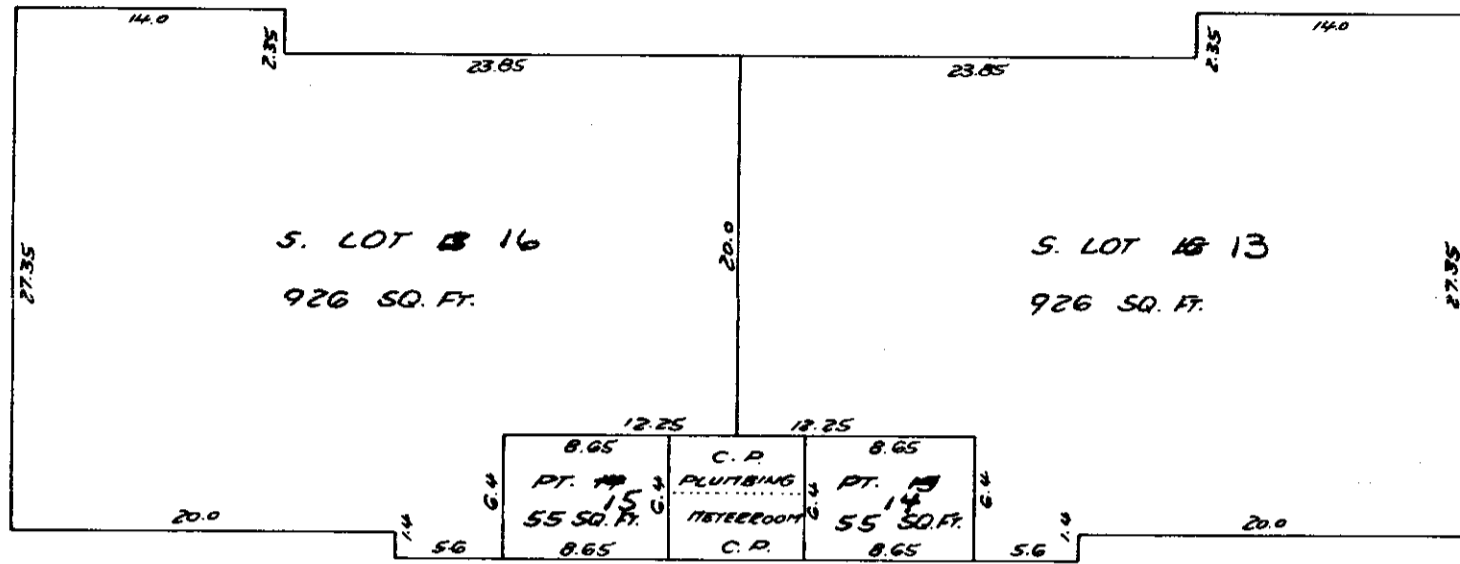 14.0
14.0
2.35
2.35
23.85
23.85
S. LOT 16
926 SQ. FT.
27.35
20.0
S. LOT 13
926 SQ. FT.
27.35
12.25
12.25
8.65
C. P.
8.65
6.4
PT. 15
55 SQ. FT.
6.4
PLUMBING
METERROOM
6.4
PT. 14
55 SQ. FT.
6.4
20.0
1.4
5.6
8.65
C. P.
8.65
5.6
1.4
20.0